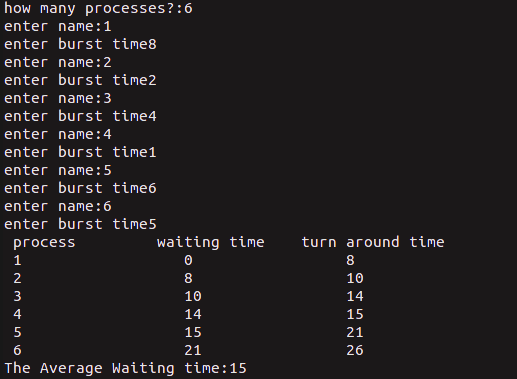 how many processes?:6
enter name:1
enter burst time8
enter name:2
enter burst time2
enter name:3
enter burst time4
enter name:4
enter burst time1
enter name:5
enter burst time6
enter name:6
enter burst time5
process waiting time turn around time
1 0 8
2 8 10
3 10 14
4 14 15
5 15 21
6 21 26
The Average Waiting time:15